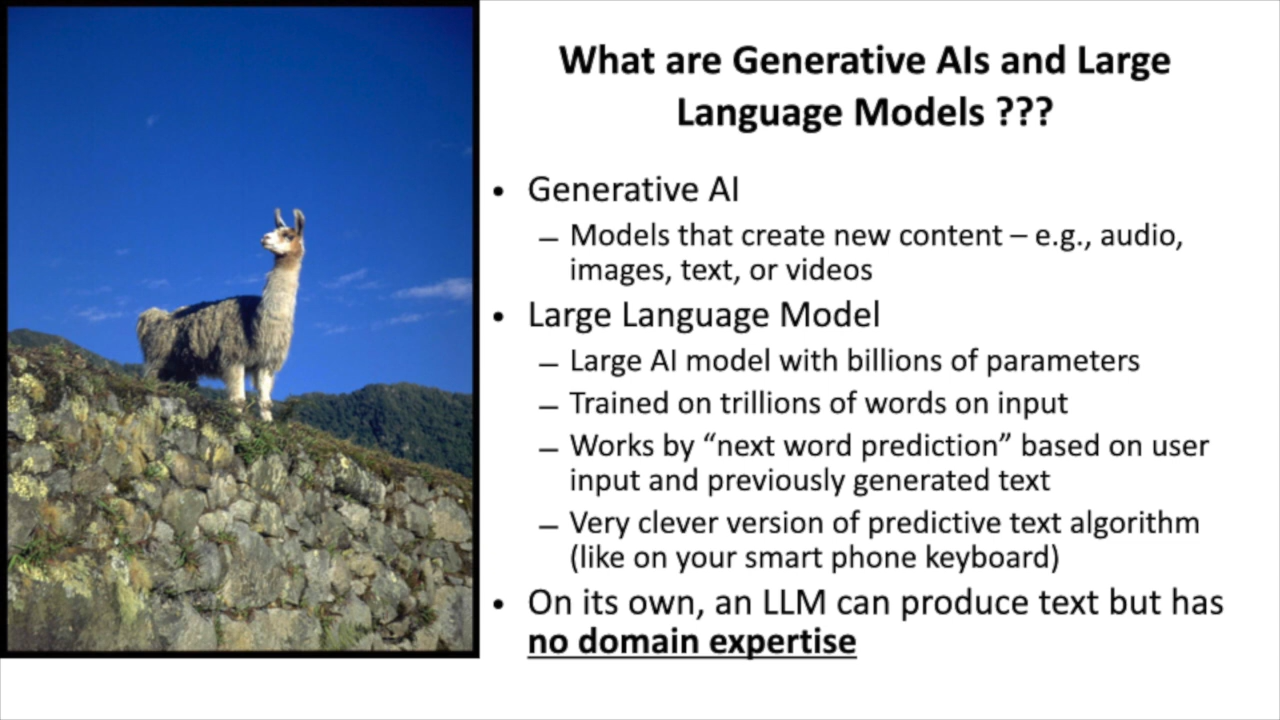 What are Generative AIs and Large
Language Models ???
• Generative AI
– Models that create new content – e.g., audio,
images, text, or videos
• Large Language Model
– Large AI model with billions of parameters
– Trained on trillions of words on input
– Works by “next word prediction” based on user
input and previously generated text
– Very clever version of predictive text algorithm
(like on your smart phone keyboard)
• On its own, an LLM can produce text but has
no domain expertise